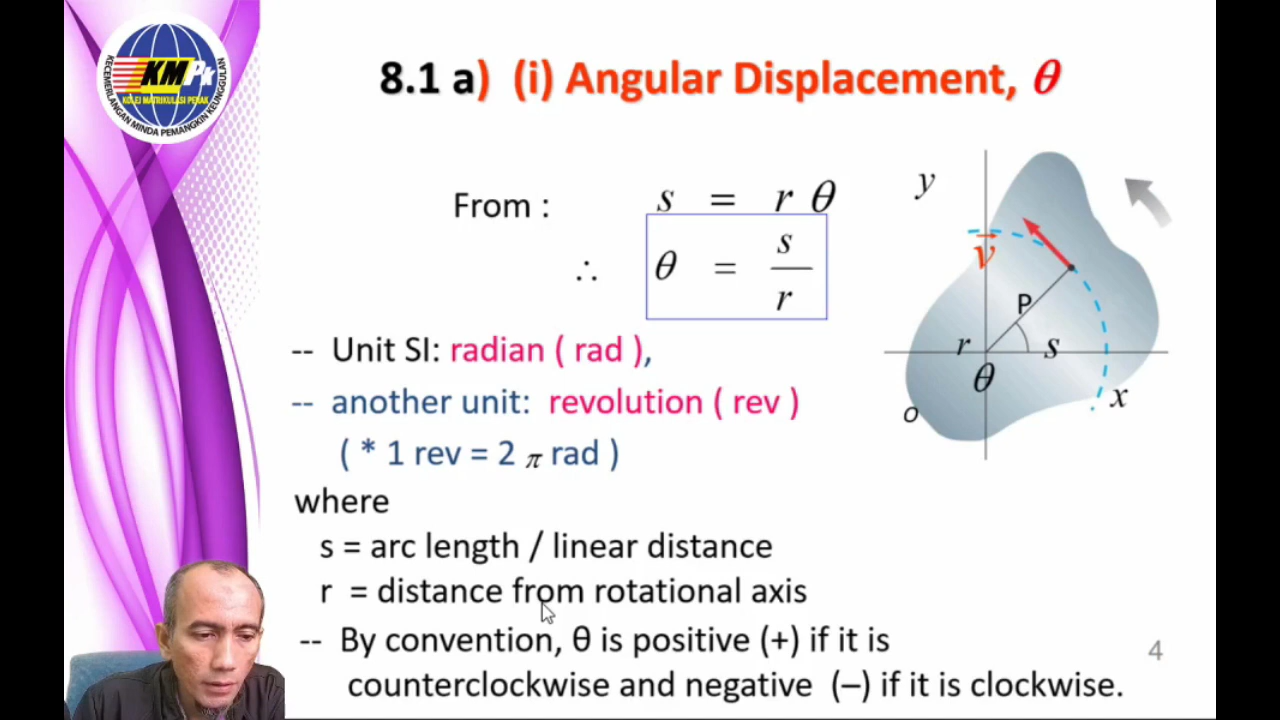 KMPk
KOLEJ MATRIKULASI PERAK
KECEMERLANGAN MINDA PEMANGKIN KEUNGGULAN
8.1 a) (i) Angular Displacement, θ
From : s = r θ
∴ θ = s / r
-- Unit SI: radian ( rad ),
-- another unit: revolution ( rev )
( * 1 rev = 2 π rad )
where
s = arc length / linear distance
r = distance from rotational axis
-- By convention, θ is positive (+) if it is
counterclockwise and negative (–) if it is clockwise.
y
v
P
r
s
θ
x
O
4